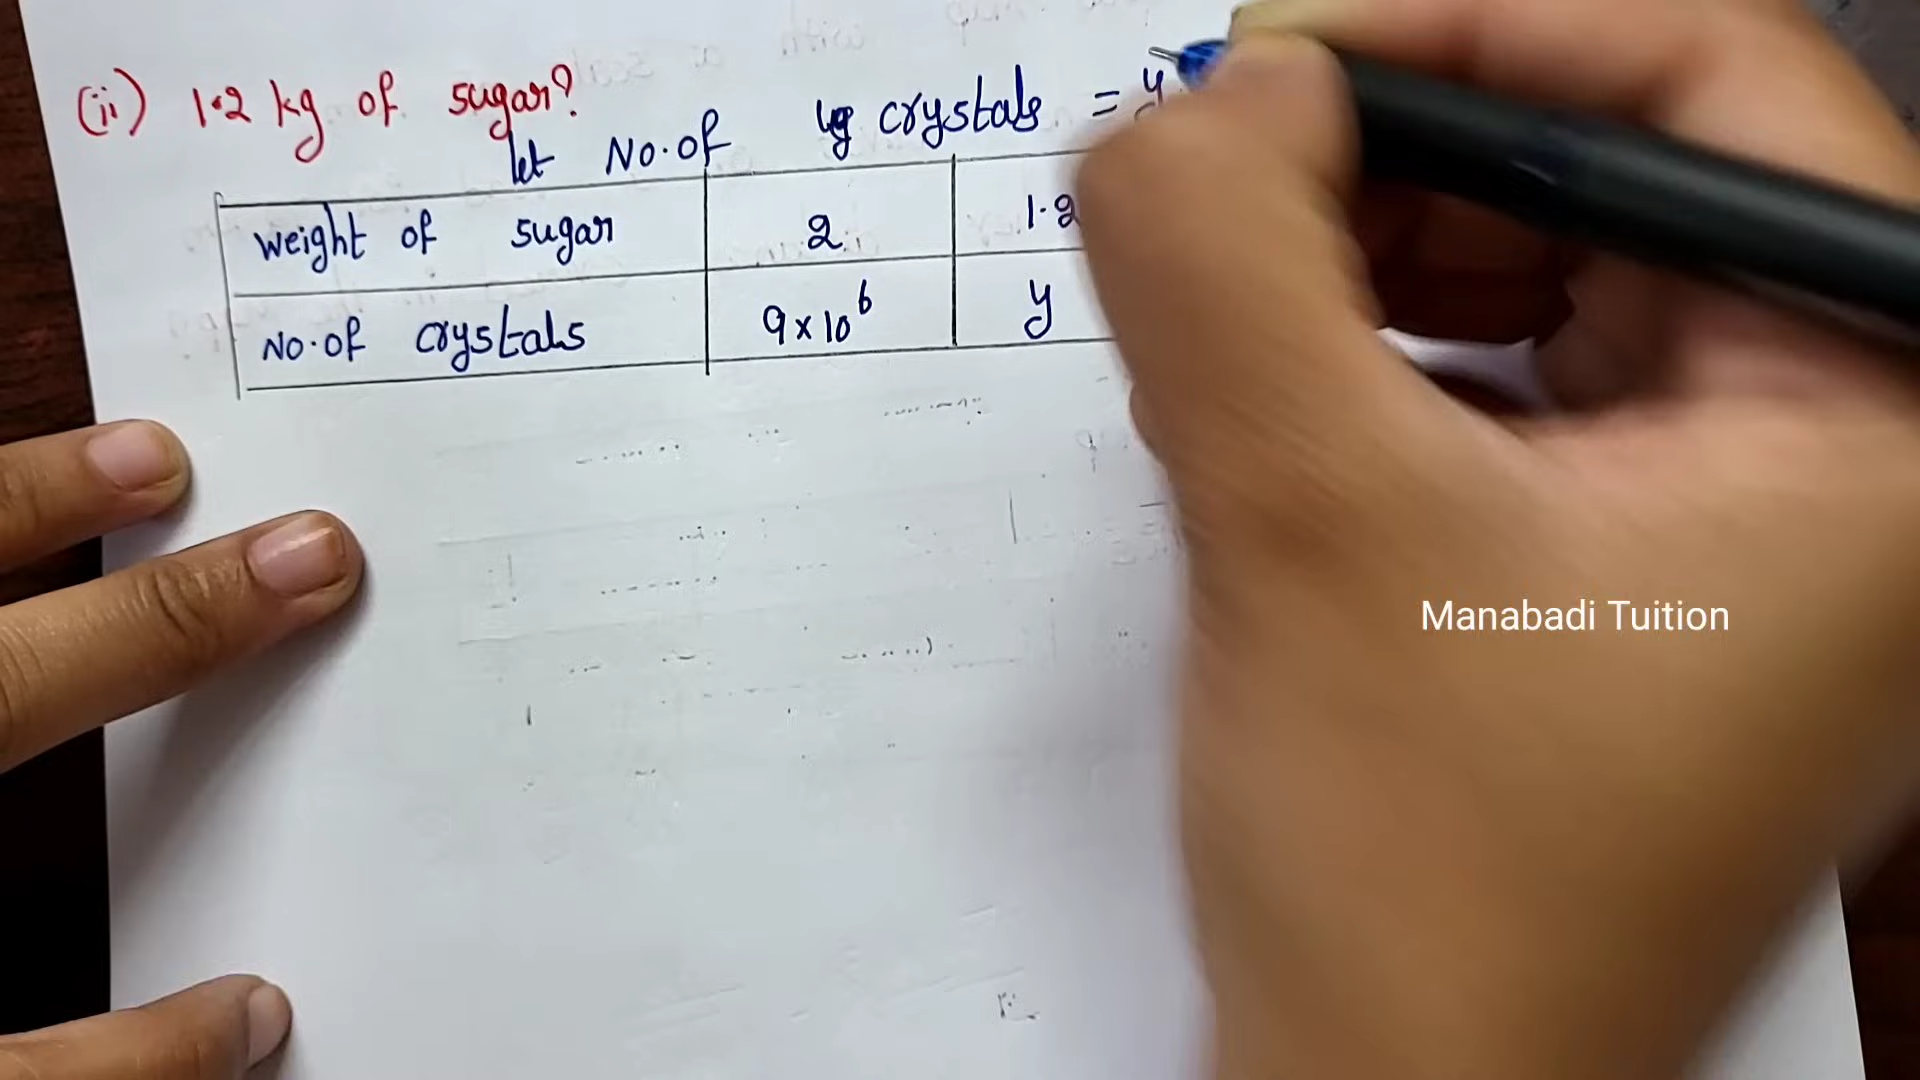 (ii) 1.2 kg of sugar?
let No.of crystals = y
weight of sugar 2 1.2
No.of crystals 9×10⁶ y
Manabadi Tuition